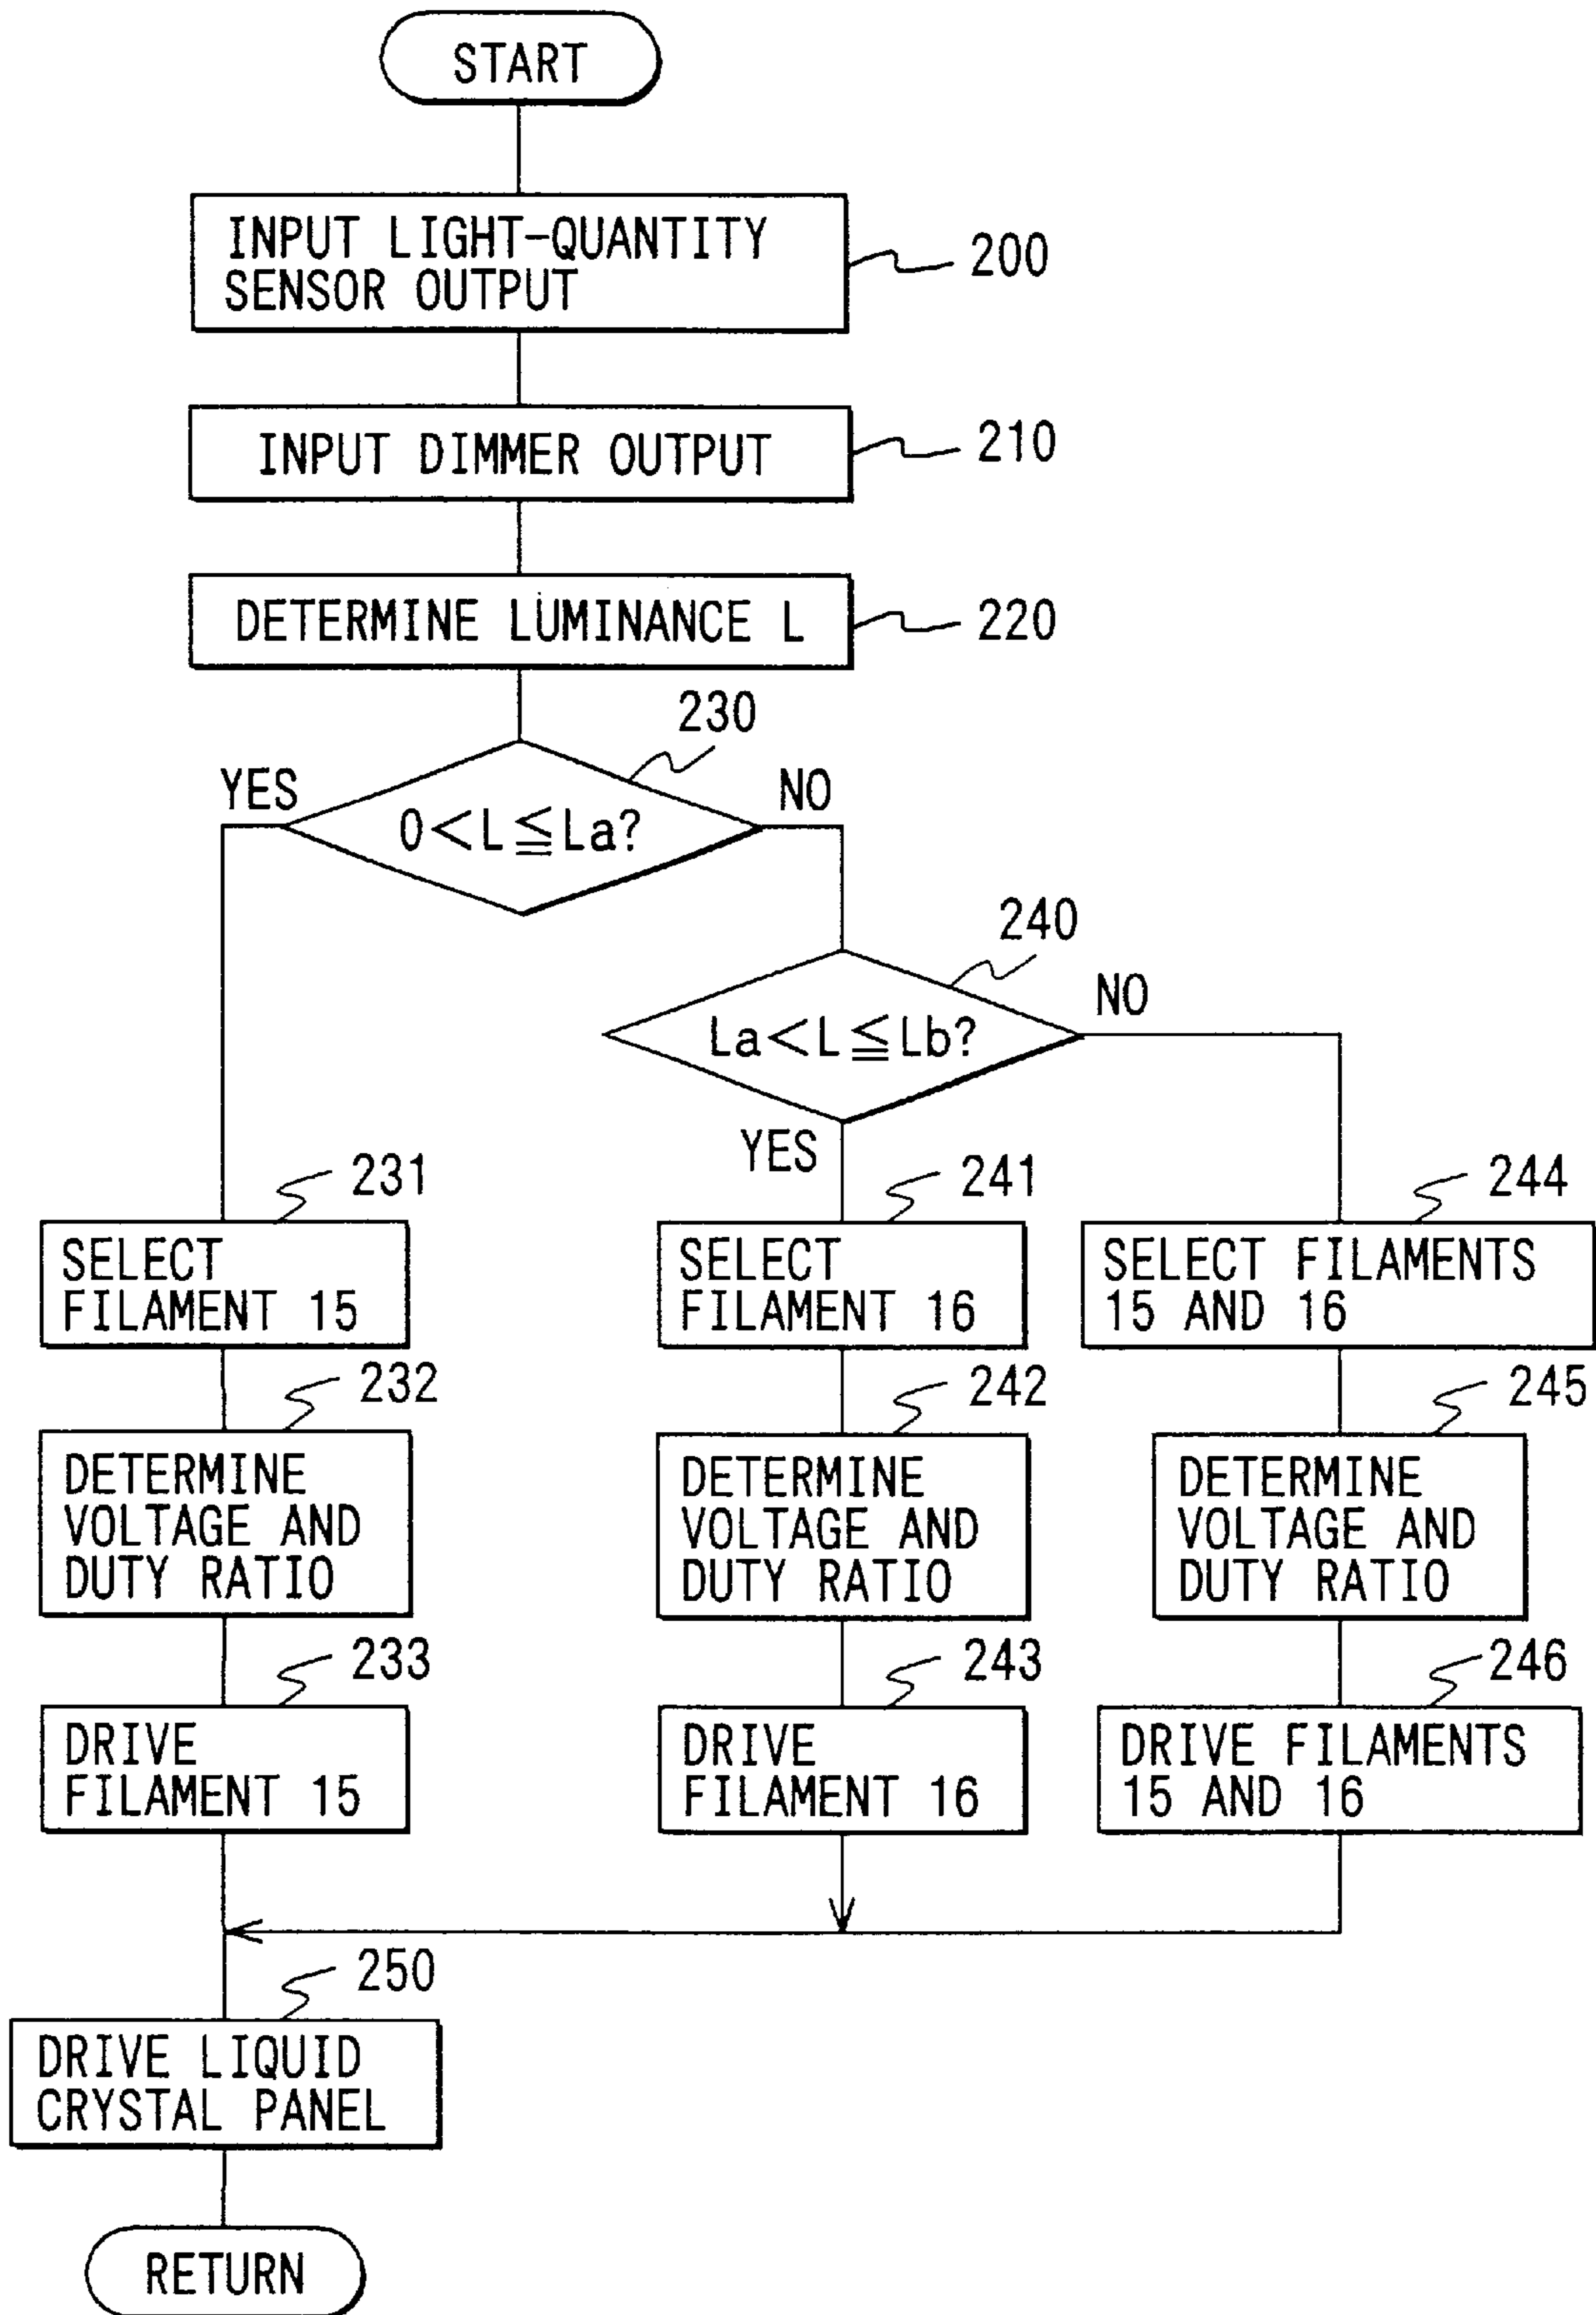 START
INPUT LIGHT-QUANTITY
SENSOR OUTPUT
200
INPUT DIMMER OUTPUT
210
DETERMINE LUMINANCE L
220
230
YES
NO
0<L≦La?
240
NO
La<L≦Lb?
YES
231
SELECT
FILAMENT 15
241
SELECT
FILAMENT 16
244
SELECT FILAMENTS
15 AND 16
232
DETERMINE
VOLTAGE AND
DUTY RATIO
242
DETERMINE
VOLTAGE AND
DUTY RATIO
245
DETERMINE
VOLTAGE AND
DUTY RATIO
233
DRIVE
FILAMENT 15
243
DRIVE
FILAMENT 16
246
DRIVE FILAMENTS
15 AND 16
250
DRIVE LIQUID
CRYSTAL PANEL
RETURN